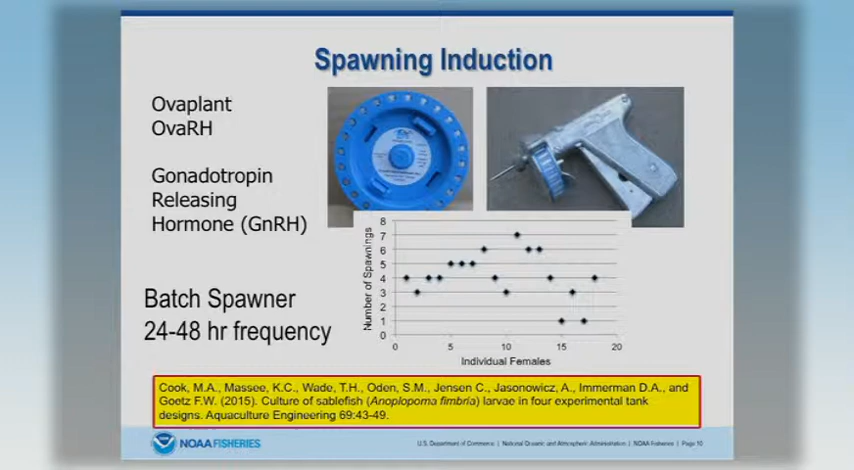 Spawning Induction
Ovaplant
OvaRH
Gonadotropin
Releasing
Hormone (GnRH)
Batch Spawner
24-48 hr frequency
Number of Spawnings
8
7
6
5
4
3
2
1
0
0
5
10
15
20
Individual Females
Cook, M.A., Massee, K.C., Wade, T.H., Oden, S.M., Jensen C., Jasonowicz, A., Immerman D.A., and
Goetz F.W. (2015). Culture of sablefish (Anoplopoma fimbria) larvae in four experimental tank
designs. Aquaculture Engineering 69:43-49.
NOAA FISHERIES
U.S. Department of Commerce | National Oceanic and Atmospheric Administration | NOAA Fisheries | Page 10